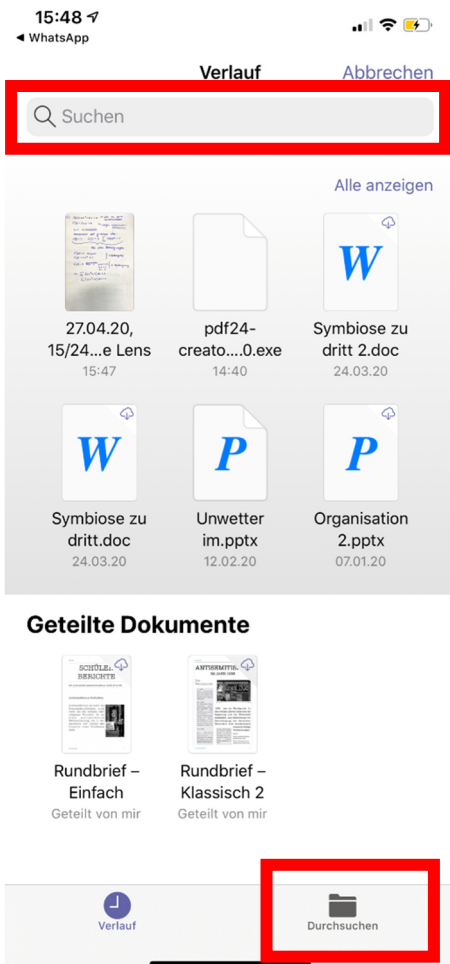 15:48
◀ WhatsApp
Verlauf
Abbrechen
Suchen
Alle anzeigen
27.04.20,
15/24...e Lens
15:47
pdf24-
creato....0.exe
14:40
W
Symbiose zu
dritt 2.doc
24.03.20
W
Symbiose zu
dritt.doc
24.03.20
P
Unwetter
im.pptx
12.02.20
P
Organisation
2.pptx
07.01.20
Geteilte Dokumente
SCHÜLE
BERICHTE
Rundbrief –
Einfach
Geteilt von mir
ANTISEMITI
Rundbrief –
Klassisch 2
Geteilt von mir
Verlauf
Durchsuchen